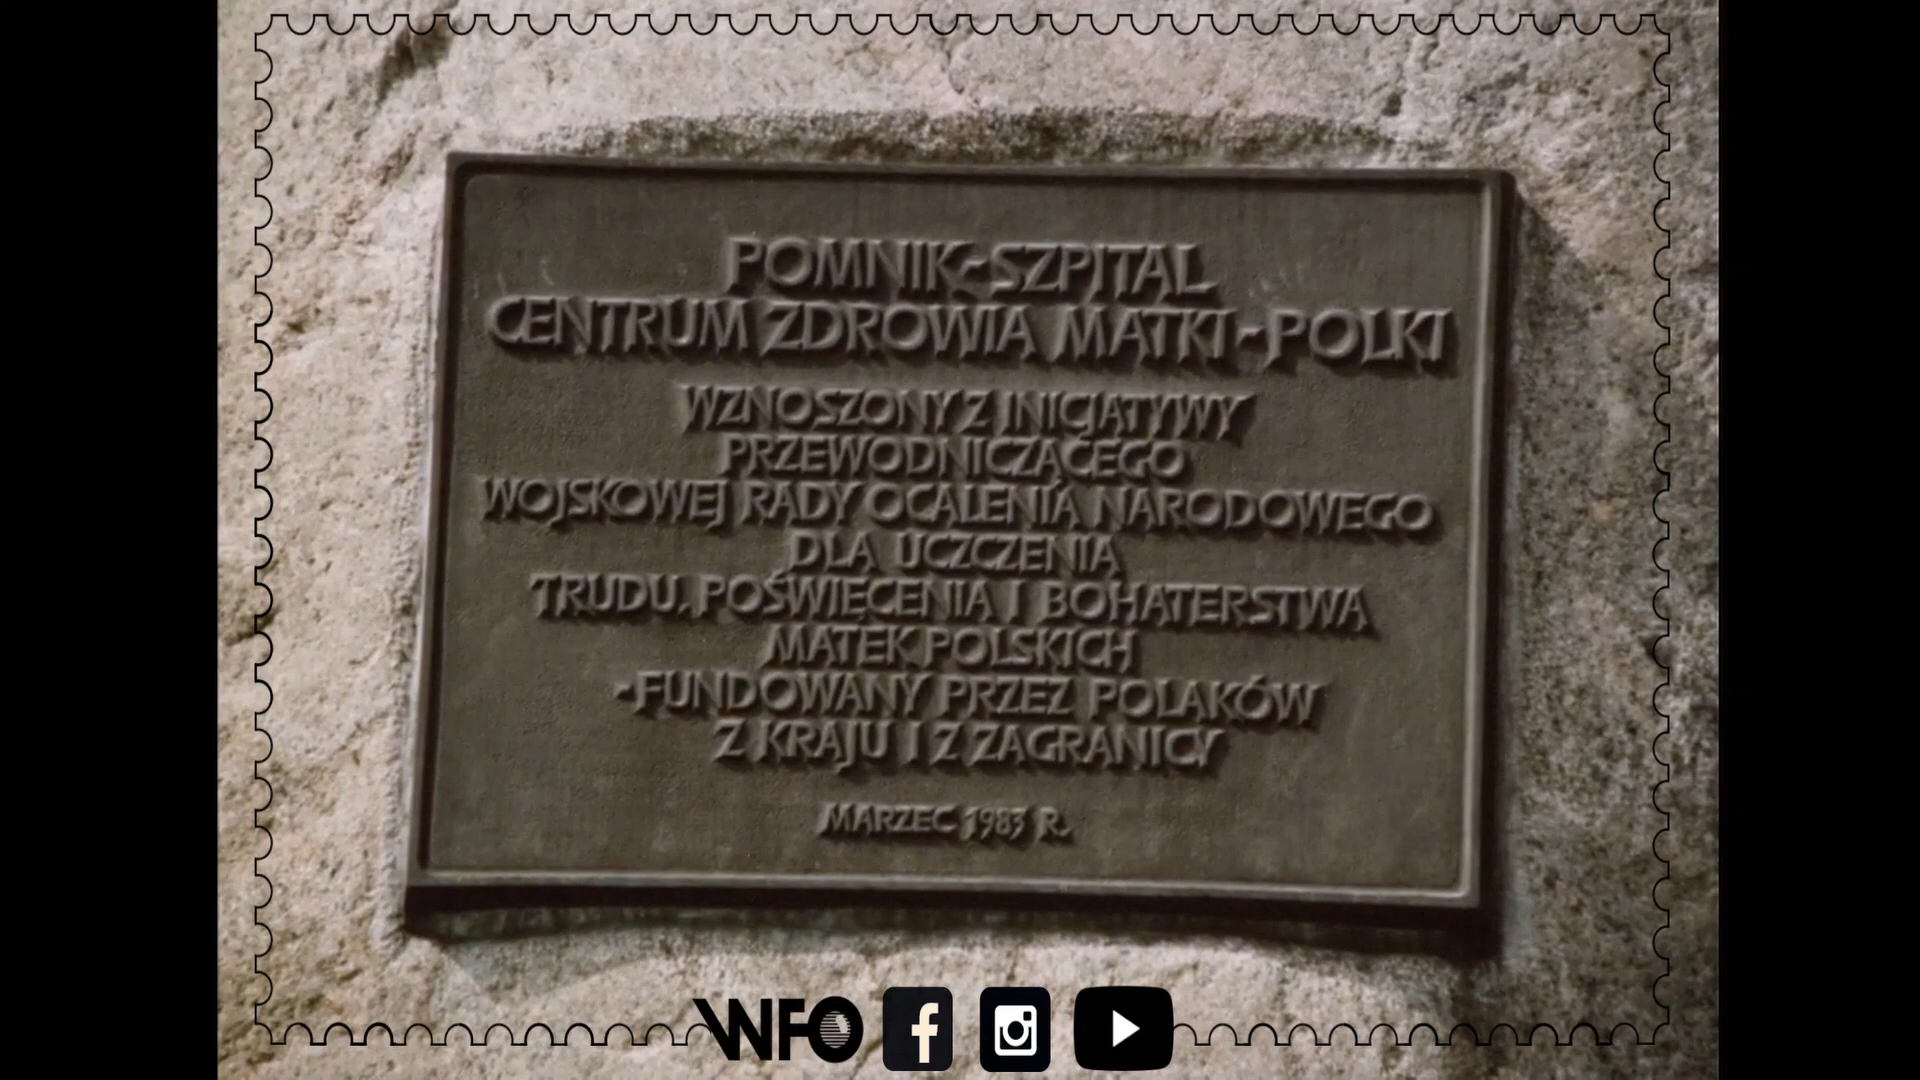 POMNIK-SZPITAL
CENTRUM ZDROWIA MATKI-POLKI
WZNOSZONY Z INICJATYWY
PRZEWODNICZĄCEGO
WOJSKOWEJ RADY OCALENIA NARODOWEGO
DLA UCZCZENIA
TRUDU, POŚWIĘCENIA I BOHATERSTWA
MATEK POLSKICH
-FUNDOWANY PRZEZ POLAKÓW
Z KRAJU I Z ZAGRANICY
MARZEC 1983 R.
WFO